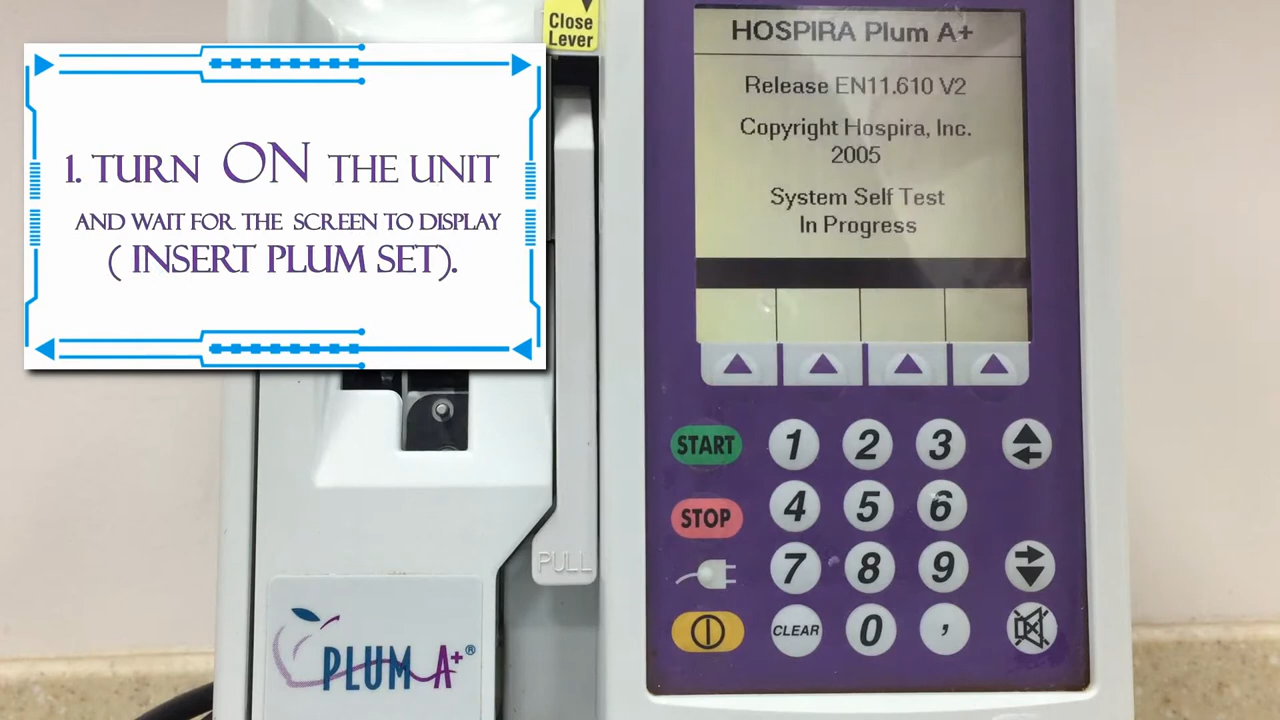 Close
Lever
1. TURN ON THE UNIT
AND WAIT FOR THE SCREEN TO DISPLAY
( INSERT PLUM SET).
HOSPIRA Plum A+
Release EN11.610 V2
Copyright Hospira, Inc.
2005
System Self Test
In Progress
START 1 2 3
STOP 4 5 6
7 8 9
CLEAR 0 ,
PULL
PLUM A+®